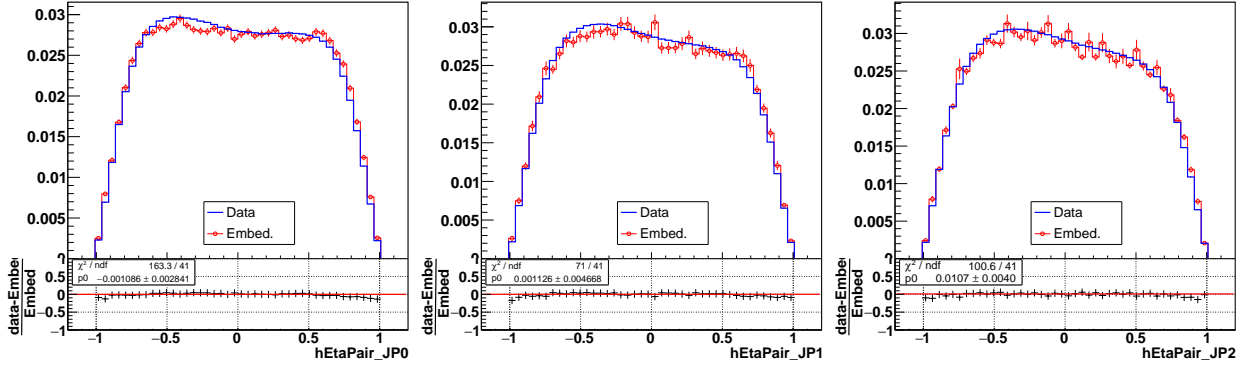 0.03
0.025
0.02
0.015
0.01
0.005
Data
Embed.
data-Embe
Embed
1
0.5
0
−0.5
−1
χ² / ndf 163.3 / 41
p0 −0.001086 ± 0.002841
−1 −0.5 0 0.5 1
hEtaPair_JP0
0.03
0.025
0.02
0.015
0.01
0.005
Data
Embed.
data-Embe
Embed
1
0.5
0
−0.5
−1
χ² / ndf 71 / 41
p0 0.001126 ± 0.004668
−1 −0.5 0 0.5 1
hEtaPair_JP1
0.03
0.025
0.02
0.015
0.01
0.005
Data
Embed.
data-Embe
Embed
1
0.5
0
−0.5
−1
χ² / ndf 100.6 / 41
p0 0.0107 ± 0.0040
−1 −0.5 0 0.5 1
hEtaPair_JP2